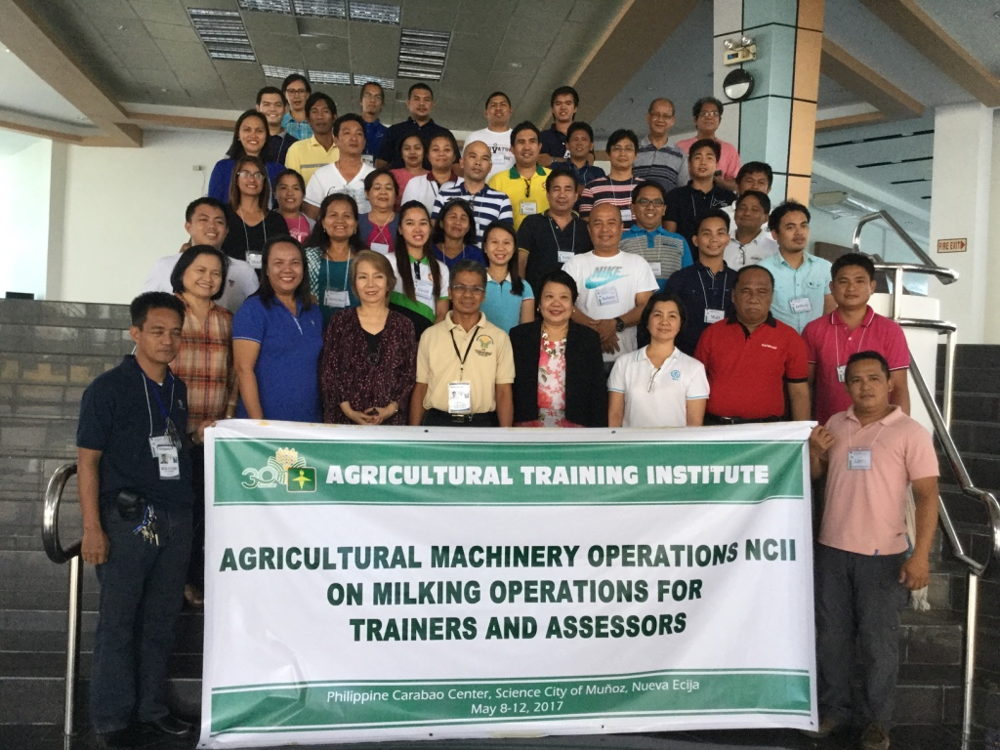 FIRE EXIT
NIKE
30
AGRICULTURAL TRAINING INSTITUTE
AGRICULTURAL MACHINERY OPERATIONS NCII
ON MILKING OPERATIONS FOR
TRAINERS AND ASSESSORS
Philippine Carabao Center, Science City of Muñoz, Nueva Ecija
May 8-12, 2017